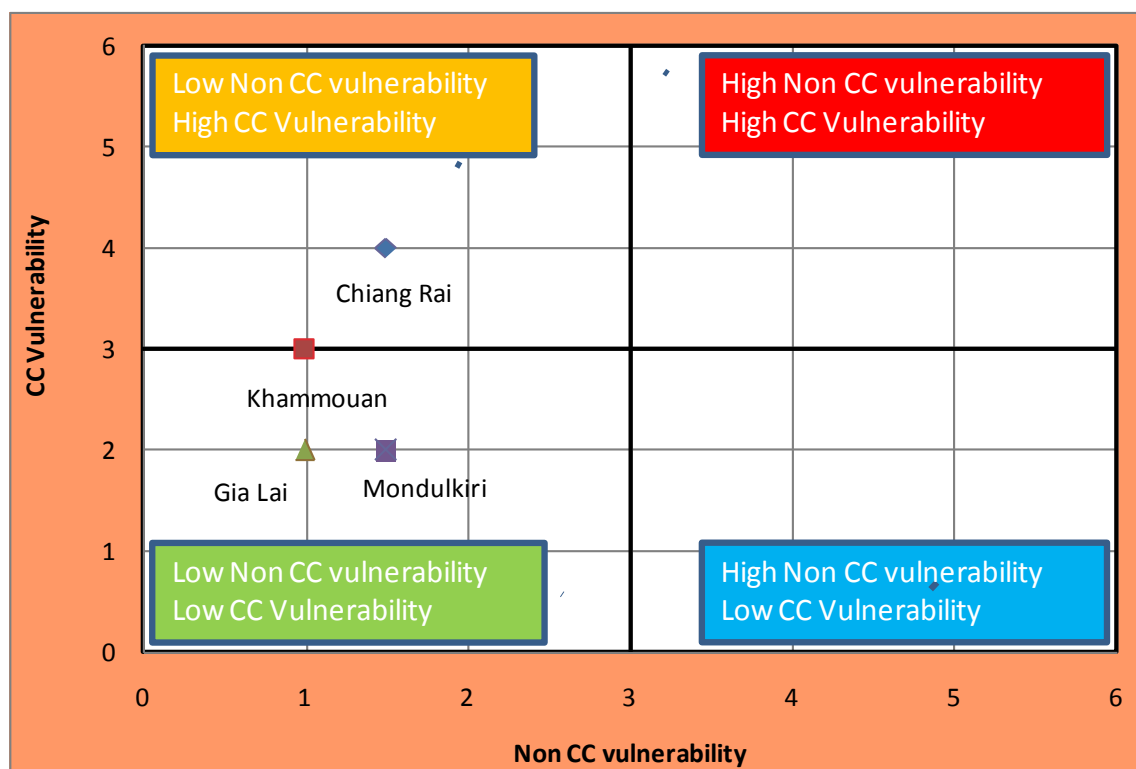 6
Low Non CC vulnerability
High CC Vulnerability
High Non CC vulnerability
High CC Vulnerability
5
4
Chiang Rai
CC Vulnerability
3
Khammouan
2
Gia Lai
Mondulkiri
1
Low Non CC vulnerability
Low CC Vulnerability
High Non CC vulnerability
Low CC Vulnerability
0
0 1 2 3 4 5 6
Non CC vulnerability